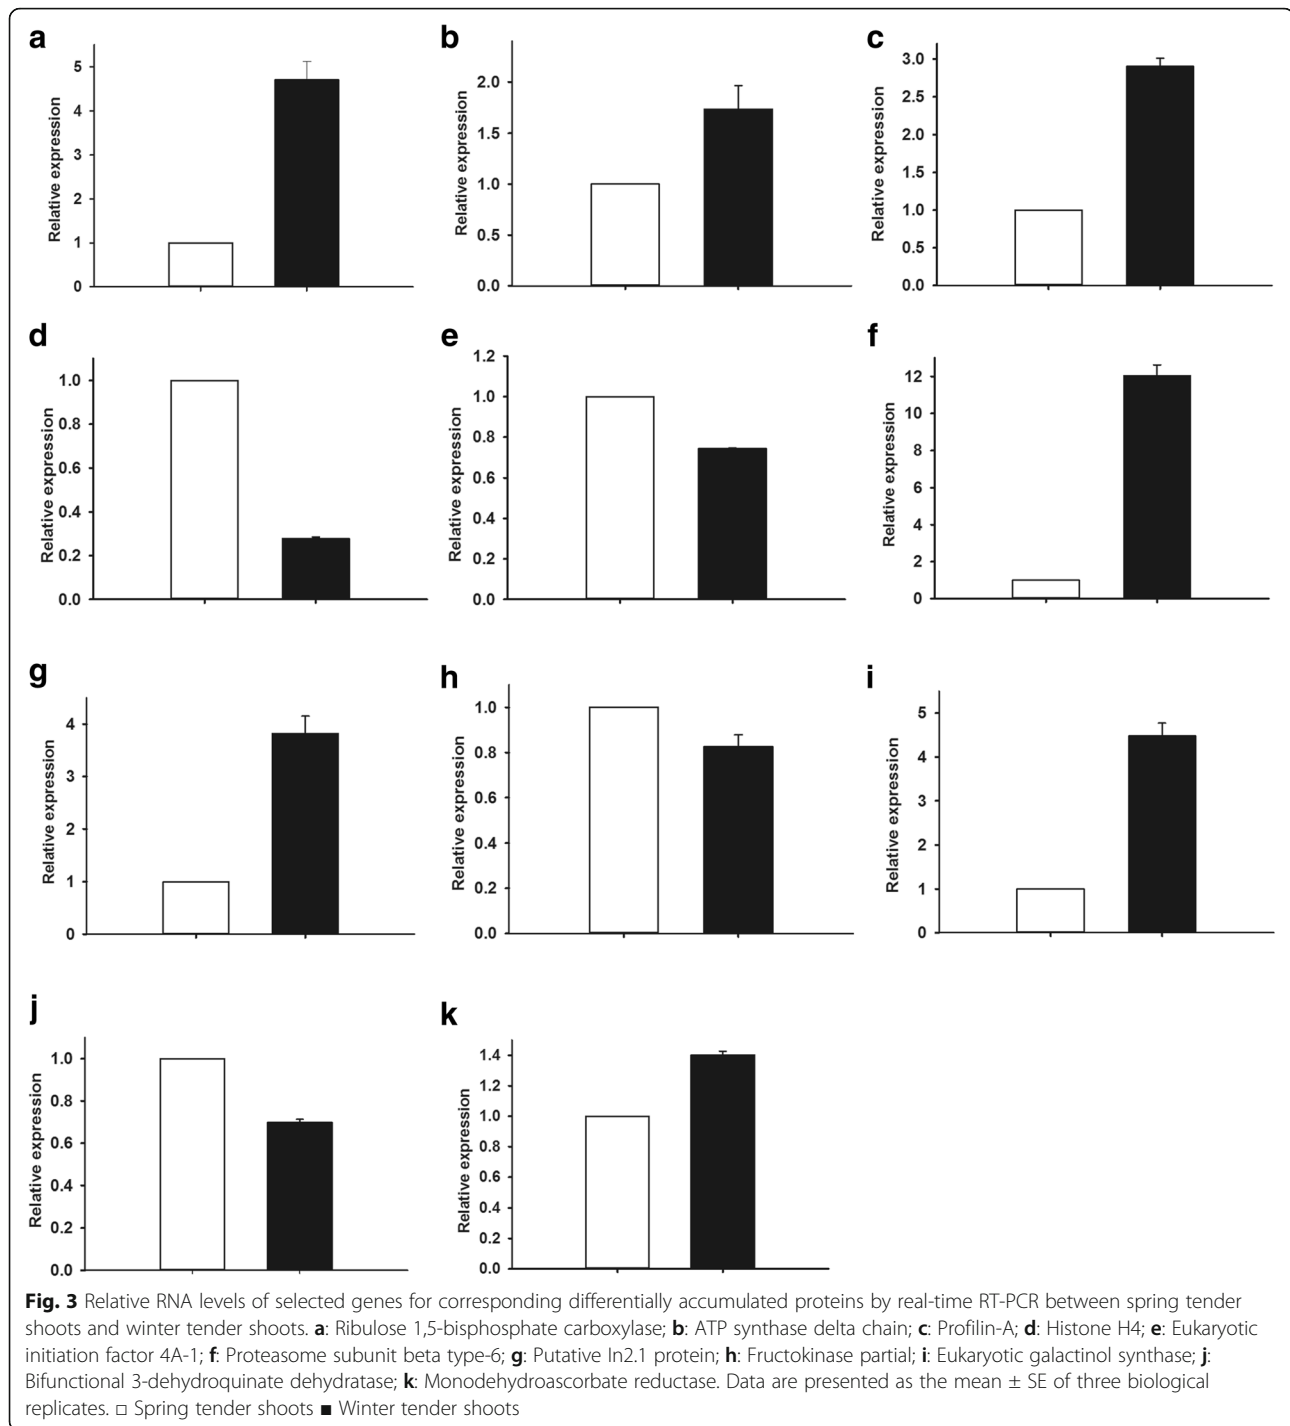 a
Relative expression
5
4
3
2
1
0
b
Relative expression
2.0
1.5
1.0
0.5
0.0
c
Relative expression
3.0
2.5
2.0
1.5
1.0
0.5
0.0
d
Relative expression
1.0
0.8
0.6
0.4
0.2
0.0
e
Relative expression
1.2
1.0
0.8
0.6
0.4
0.2
0.0
f
Relative expression
12
10
8
6
4
2
0
g
Relative expression
4
3
2
1
0
h
Relative expression
1.0
0.8
0.6
0.4
0.2
0.0
i
Relative expression
5
4
3
2
1
0
j
Relative expression
1.0
0.8
0.6
0.4
0.2
0.0
k
Relative expression
1.4
1.2
1.0
0.8
0.6
0.4
0.2
0.0
Fig. 3 Relative RNA levels of selected genes for corresponding differentially accumulated proteins by real-time RT-PCR between spring tender
shoots and winter tender shoots. a: Ribulose 1,5-bisphosphate carboxylase; b: ATP synthase delta chain; c: Profilin-A; d: Histone H4; e: Eukaryotic
initiation factor 4A-1; f: Proteasome subunit beta type-6; g: Putative In2.1 protein; h: Fructokinase partial; i: Eukaryotic galactinol synthase; j:
Bifunctional 3-dehydroquinate dehydratase; k: Monodehydroascorbate reductase. Data are presented as the mean ± SE of three biological
replicates. □ Spring tender shoots ■ Winter tender shoots